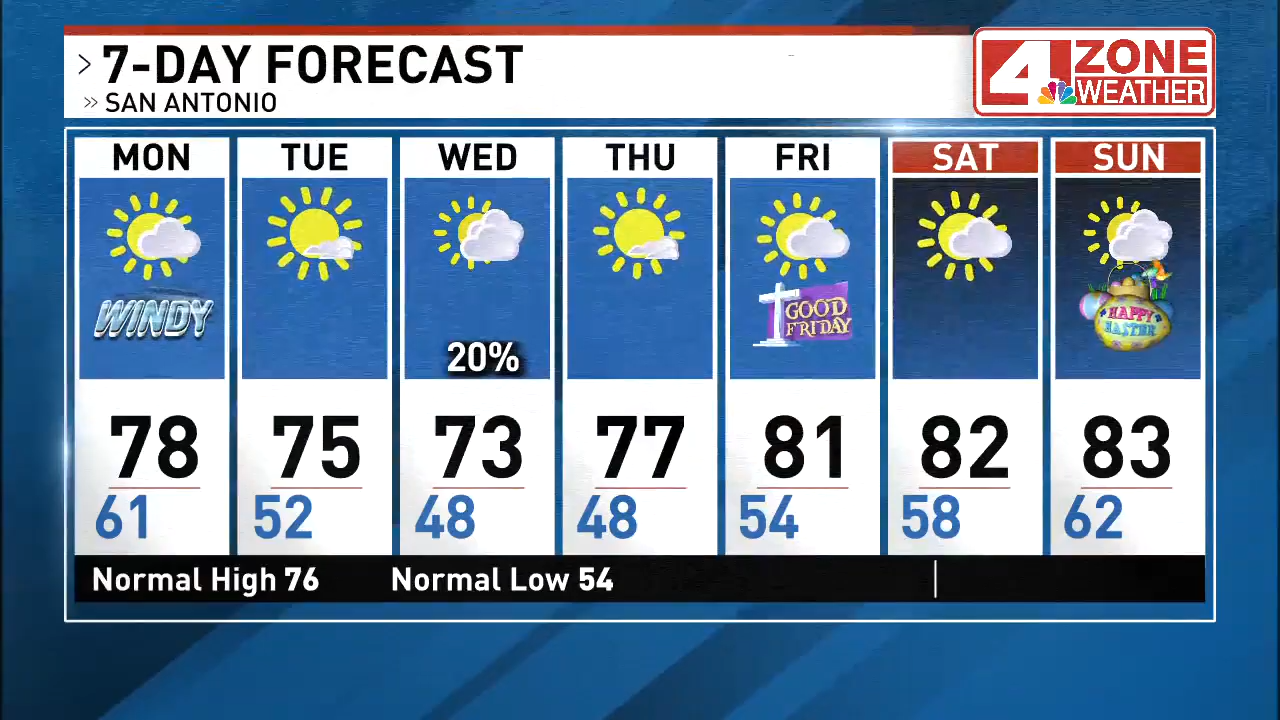 > 7-DAY FORECAST
» SAN ANTONIO
4 ZONE
WEATHER
MON TUE WED THU FRI SAT SUN
WINDY
GOOD
FRIDAY
HAPPY
EASTER
20%
78 75 73 77 81 82 83
61 52 48 48 54 58 62
Normal High 76 Normal Low 54